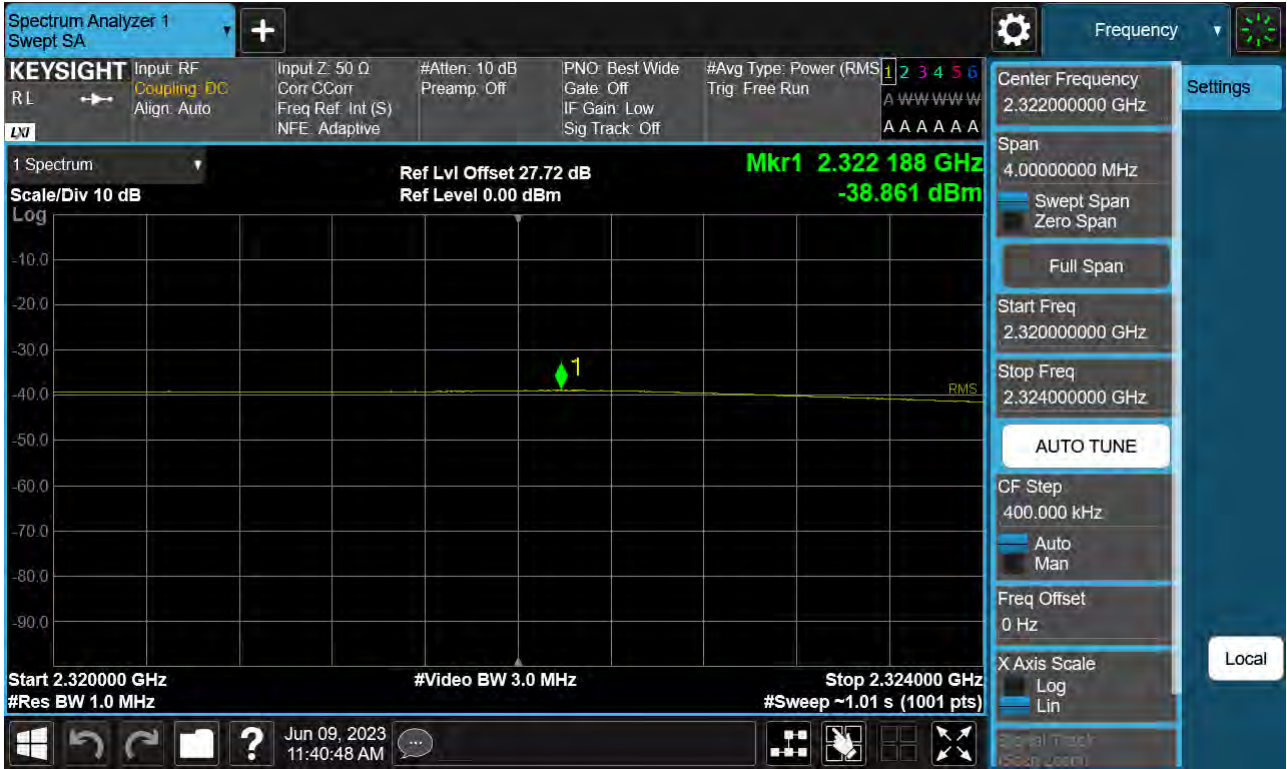 Spectrum Analyzer 1
Swept SA
+
Frequency
KEYSIGHT
RL
LXI
Input: RF
Coupling: DC
Align: Auto
Input Z: 50 Ω
Corr CCorr
Freq Ref: Int (S)
NFE: Adaptive
#Atten: 10 dB
Preamp: Off
PNO: Best Wide
Gate: Off
IF Gain: Low
Sig Track: Off
#Avg Type: Power (RMS
Trig: Free Run
1 2 3 4 5 6
A W W W W W
A A A A A A
1 Spectrum
Scale/Div 10 dB
Log
Ref Lvl Offset 27.72 dB
Ref Level 0.00 dBm
Mkr1 2.322 188 GHz
-38.861 dBm
-10.0
-20.0
-30.0
1
-40.0
RMS
-50.0
-60.0
-70.0
-80.0
-90.0
Start 2.320000 GHz
#Res BW 1.0 MHz
#Video BW 3.0 MHz
Stop 2.324000 GHz
#Sweep ~1.01 s (1001 pts)
Center Frequency
2.322000000 GHz
Settings
Span
4.00000000 MHz
Swept Span
Zero Span
Full Span
Start Freq
2.320000000 GHz
Stop Freq
2.324000000 GHz
AUTO TUNE
CF Step
400.000 kHz
Auto
Man
Freq Offset
0 Hz
X Axis Scale
Log
Lin
Local
Signal Track
(Span Zoom)
?
Jun 09, 2023
11:40:48 AM